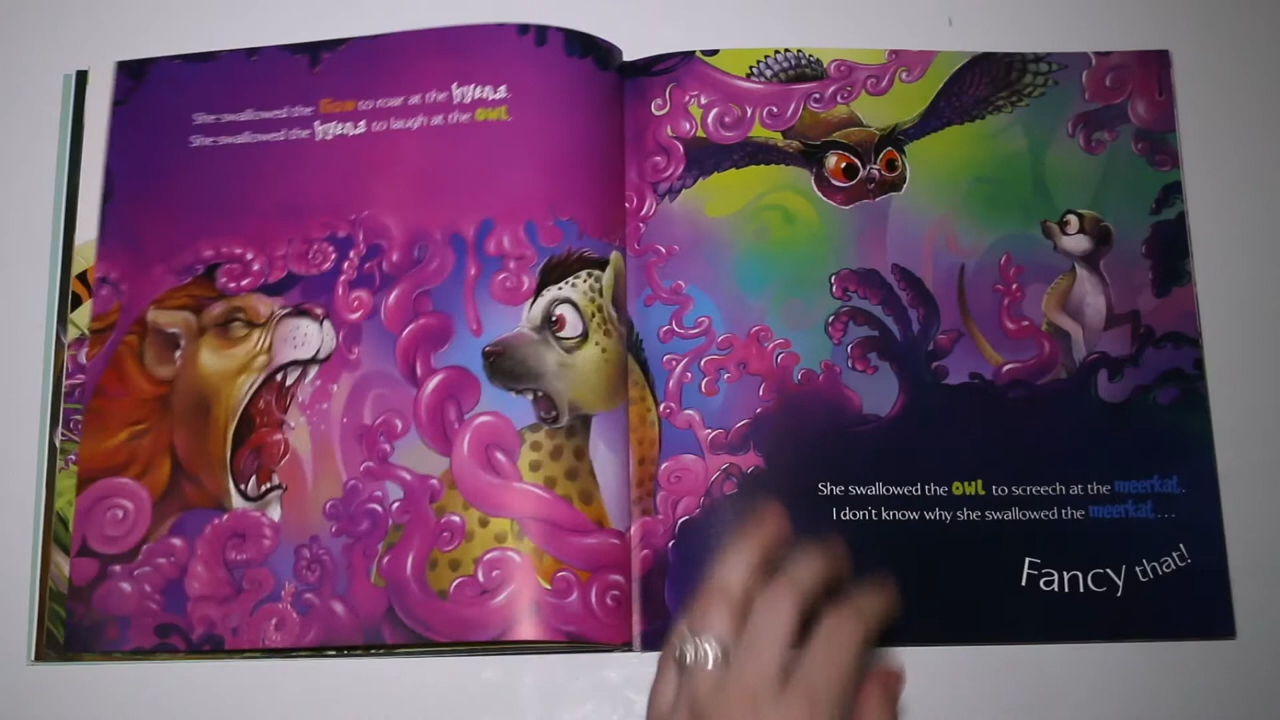 She swallowed the lion to roar at the hyena.
She swallowed the hyena to laugh at the owl.
She swallowed the owl to screech at the meerkat.
I don't know why she swallowed the meerkat...
Fancy that!